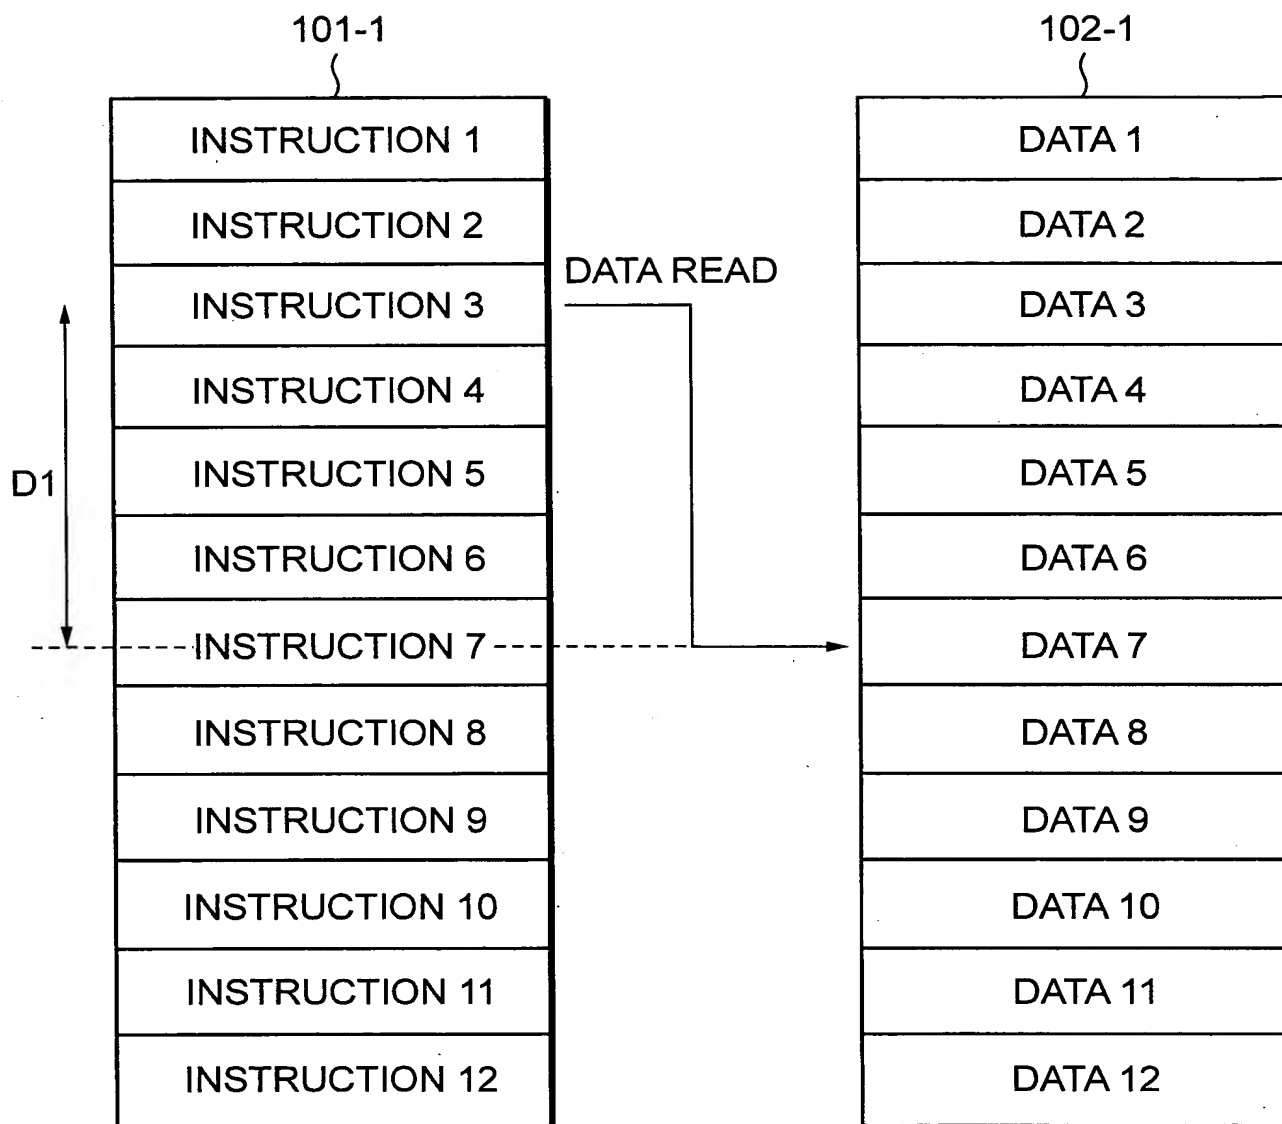 101-1
102-1
INSTRUCTION 1
DATA 1
INSTRUCTION 2
DATA 2
DATA READ
INSTRUCTION 3
DATA 3
INSTRUCTION 4
DATA 4
D1
INSTRUCTION 5
DATA 5
INSTRUCTION 6
DATA 6
INSTRUCTION 7
DATA 7
INSTRUCTION 8
DATA 8
INSTRUCTION 9
DATA 9
INSTRUCTION 10
DATA 10
INSTRUCTION 11
DATA 11
INSTRUCTION 12
DATA 12